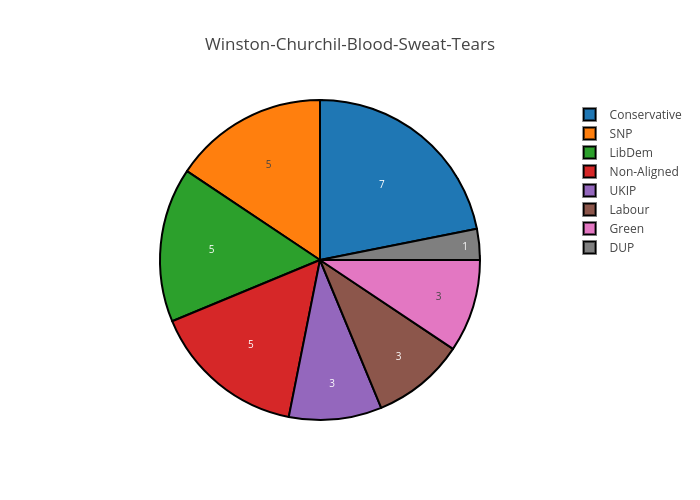 Winston-Churchil-Blood-Sweat-Tears
Conservative
SNP
LibDem
Non-Aligned
UKIP
Labour
Green
DUP
5
7
1
5
3
5
3
3